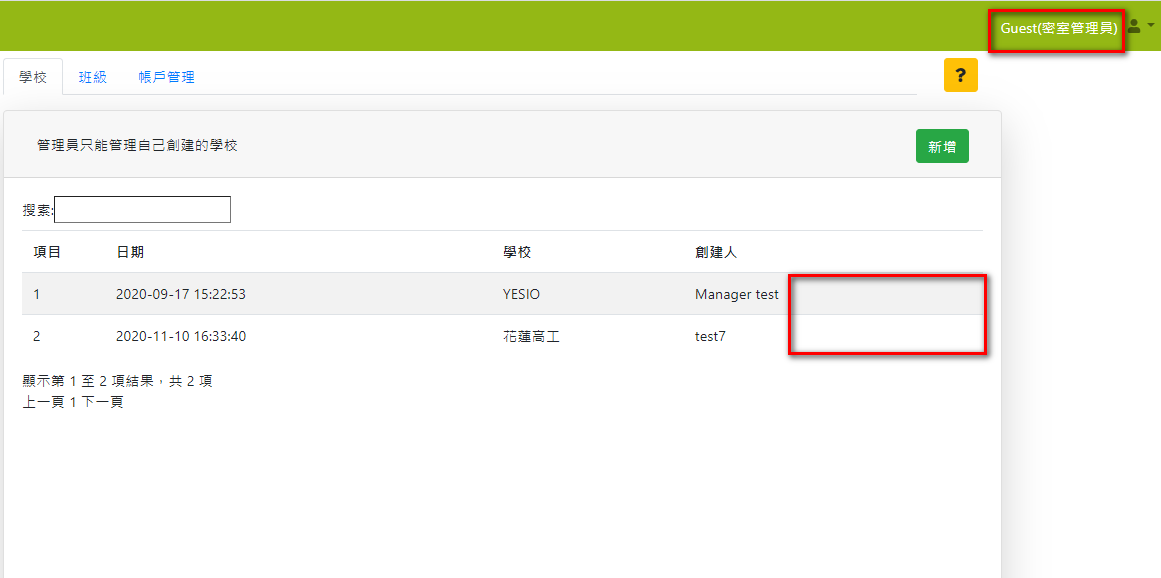 Guest(密室管理員)
學校 班級 帳戶管理 ?
管理員只能管理自己創建的學校 新增
搜索:
項目 日期 學校 創建人
1 2020-09-17 15:22:53 YESIO Manager test
2 2020-11-10 16:33:40 花蓮高工 test7
顯示第 1 至 2 項結果，共 2 項
上一頁 1 下一頁